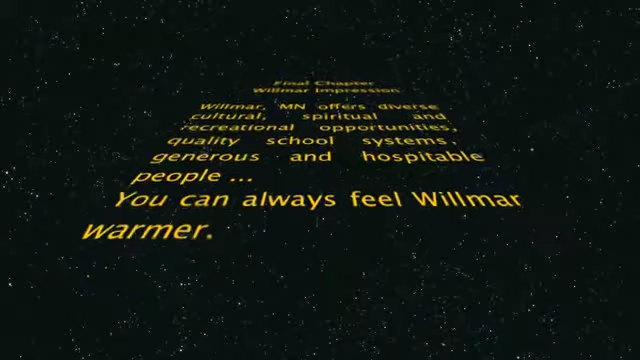 Final Chapter
Willmar Impression
Willmar, MN offers diverse
cultural, spiritual and
recreational opportunities,
quality school systems,
generous and hospitable
people ...
You can always feel Willmar
warmer.